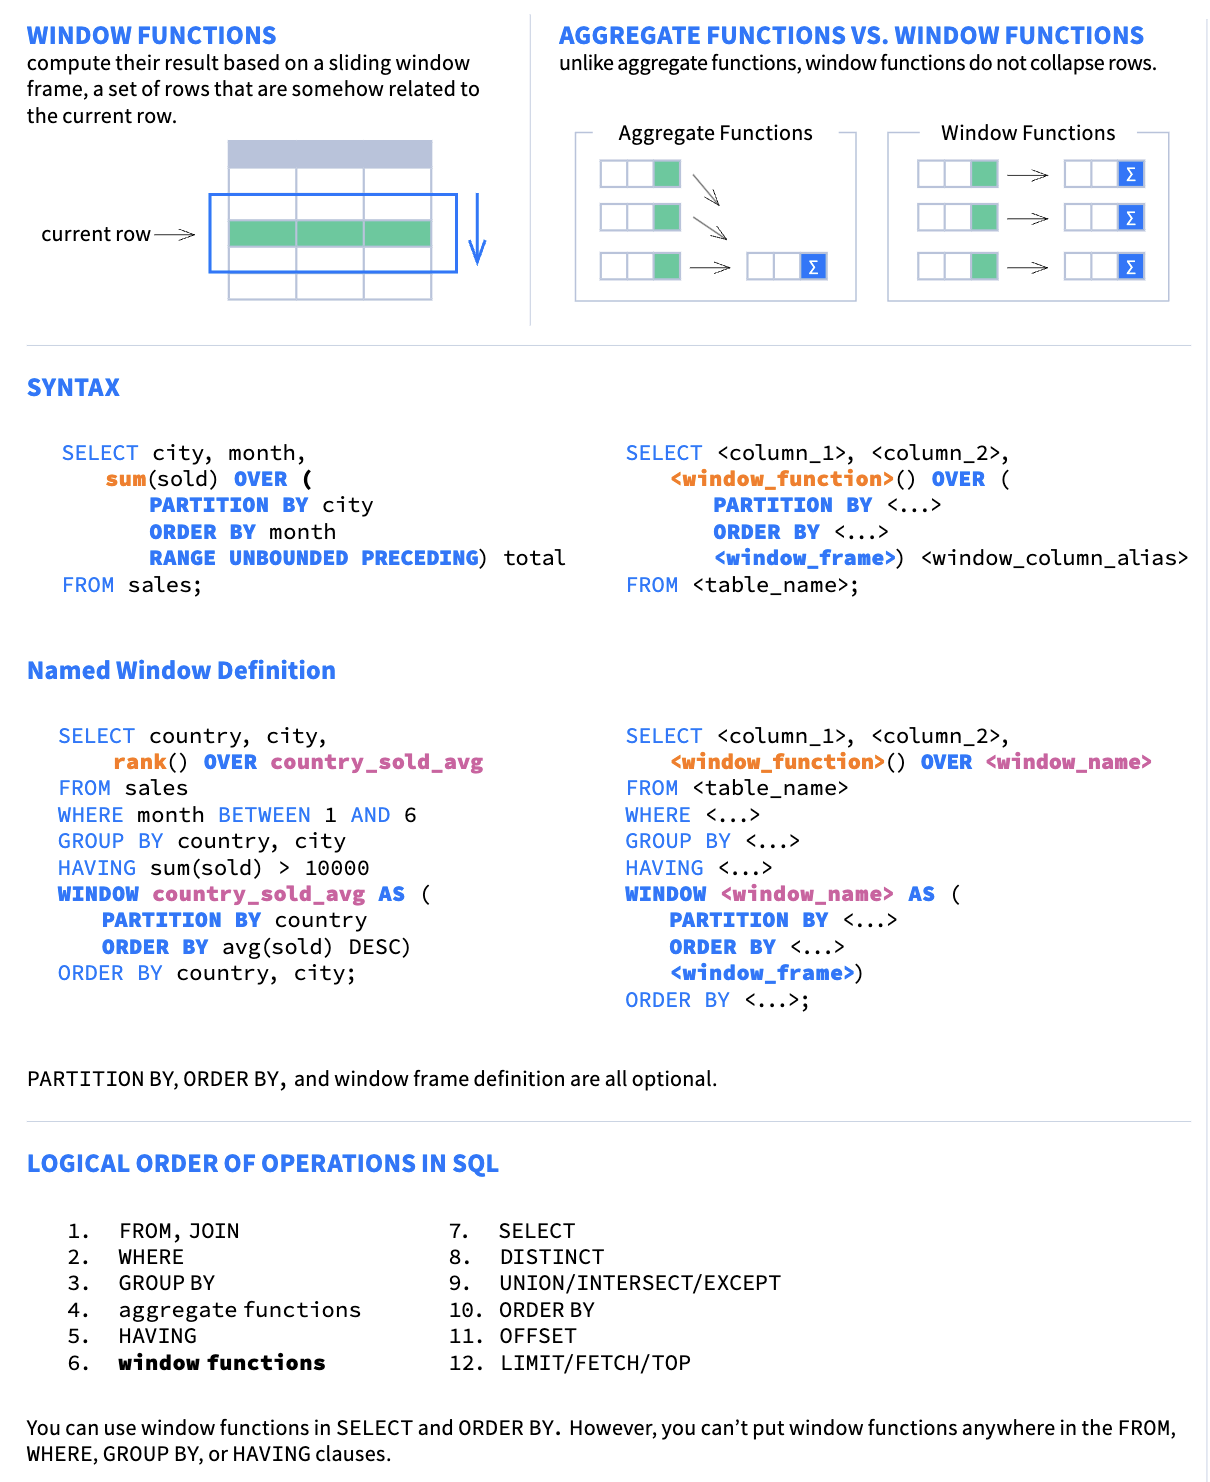 WINDOW FUNCTIONS
compute their result based on a sliding window
frame, a set of rows that are somehow related to
the current row.
current row
AGGREGATE FUNCTIONS VS. WINDOW FUNCTIONS
unlike aggregate functions, window functions do not collapse rows.
Aggregate Functions
Σ
Window Functions
Σ
Σ
Σ
SYNTAX
SELECT city, month,
sum(sold) OVER (
PARTITION BY city
ORDER BY month
RANGE UNBOUNDED PRECEDING) total
FROM sales;
SELECT <column_1>, <column_2>,
<window_function>() OVER (
PARTITION BY <...>
ORDER BY <...>
<window_frame>) <window_column_alias>
FROM <table_name>;
Named Window Definition
SELECT country, city,
rank() OVER country_sold_avg
FROM sales
WHERE month BETWEEN 1 AND 6
GROUP BY country, city
HAVING sum(sold) > 10000
WINDOW country_sold_avg AS (
PARTITION BY country
ORDER BY avg(sold) DESC)
ORDER BY country, city;
SELECT <column_1>, <column_2>,
<window_function>() OVER <window_name>
FROM <table_name>
WHERE <...>
GROUP BY <...>
HAVING <...>
WINDOW <window_name> AS (
PARTITION BY <...>
ORDER BY <...>
<window_frame>)
ORDER BY <...>;
PARTITION BY, ORDER BY, and window frame definition are all optional.
LOGICAL ORDER OF OPERATIONS IN SQL
1. FROM, JOIN
2. WHERE
3. GROUP BY
4. aggregate functions
5. HAVING
6. window functions
7. SELECT
8. DISTINCT
9. UNION/INTERSECT/EXCEPT
10. ORDER BY
11. OFFSET
12. LIMIT/FETCH/TOP
You can use window functions in SELECT and ORDER BY. However, you can’t put window functions anywhere in the FROM,
WHERE, GROUP BY, or HAVING clauses.